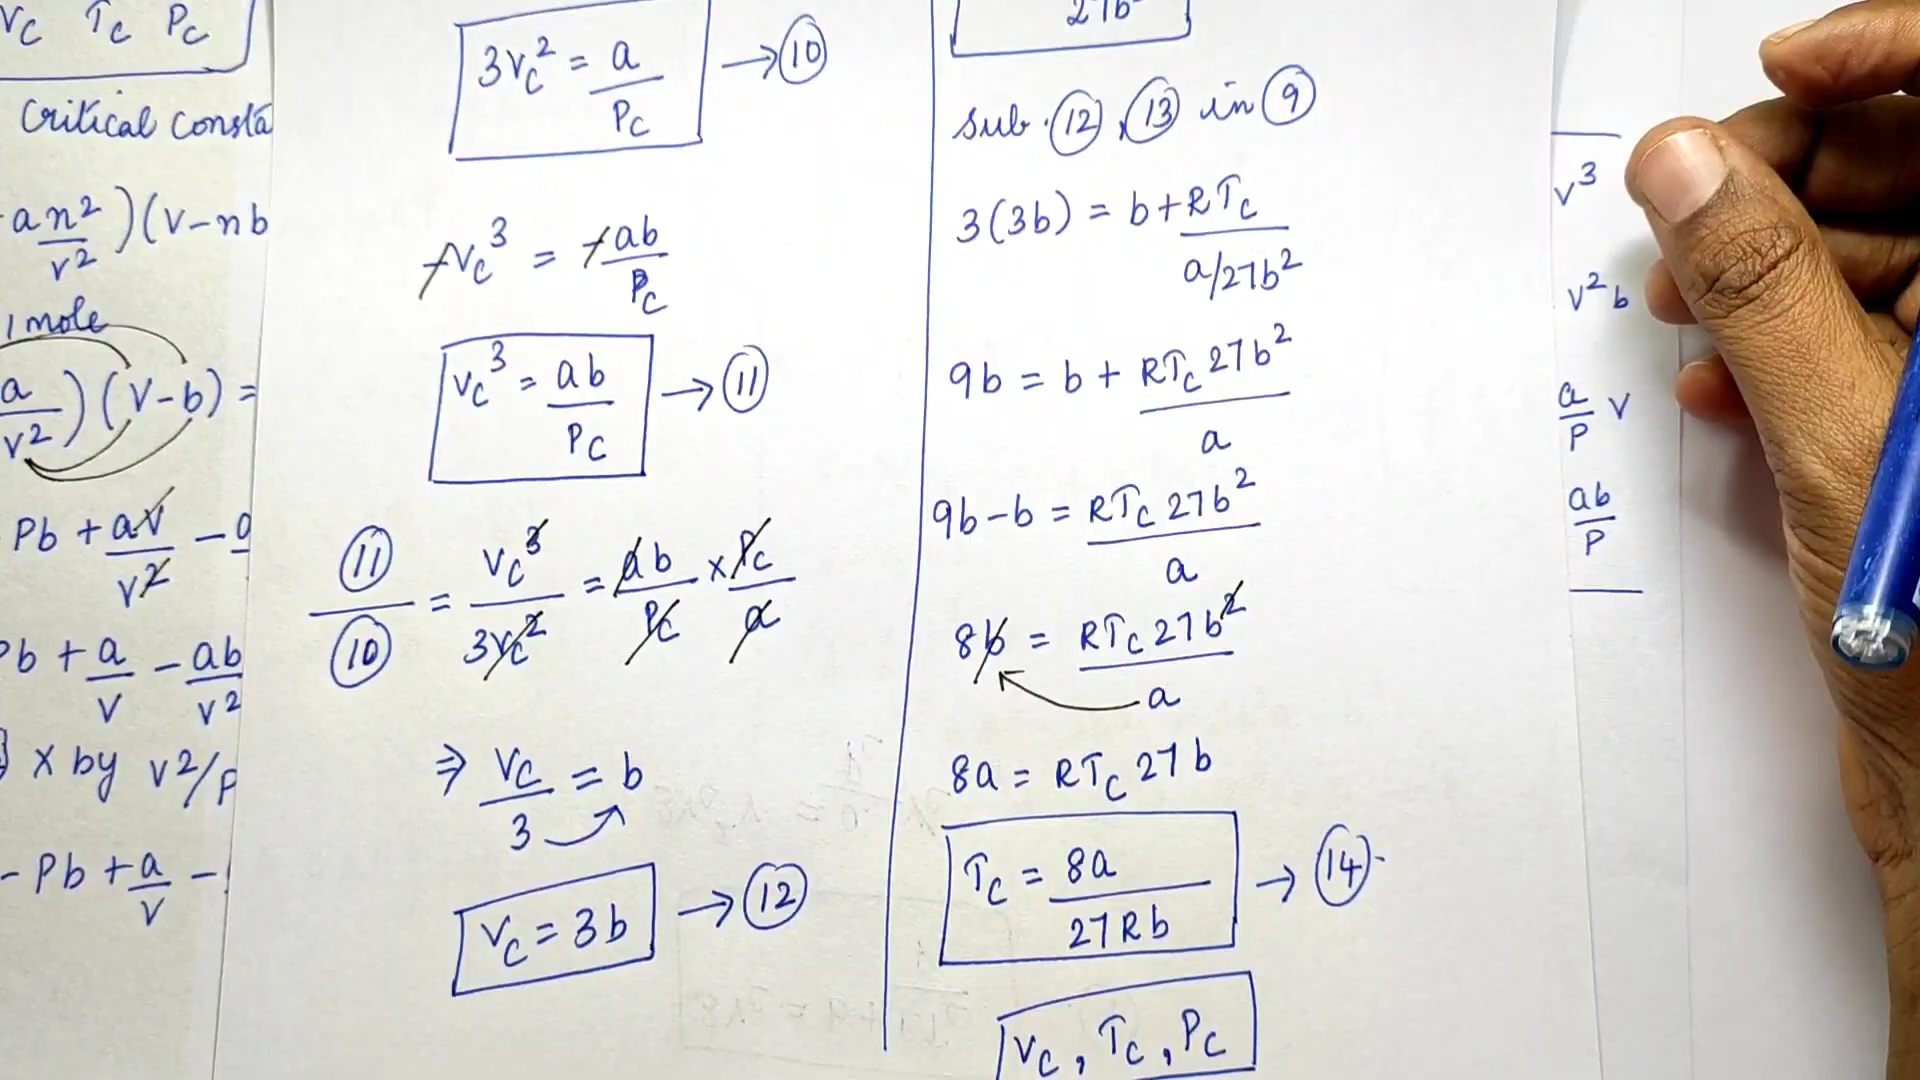 Vc Tc Pc
Critical consta
an²/v²)(V-nb
1 mole
a/v²)(V-b) =
Pb + av/v² -
Pb + a/v - ab/v²
x by v²/P
- Pb + a/v -
3Vc² = a/Pc → (10)
-Vc³ = -ab/Pc
Vc³ = ab/Pc → (11)
(11)/(10) = Vc³/3Vc² = ab/Pc × Pc/a
⇒ Vc/3 = b
Vc = 3b → (12)
27b²
sub. (12), (13) in (9)
3(3b) = b + RTc/a/27b²
9b = b + RTc 27b²/a
9b-b = RTc 27b²/a
8b = RTc 27b²/a
8a = RTc 27b
Tc = 8a/27Rb → (14)
Vc, Tc, Pc
v³
v²b
a/P v
ab/P